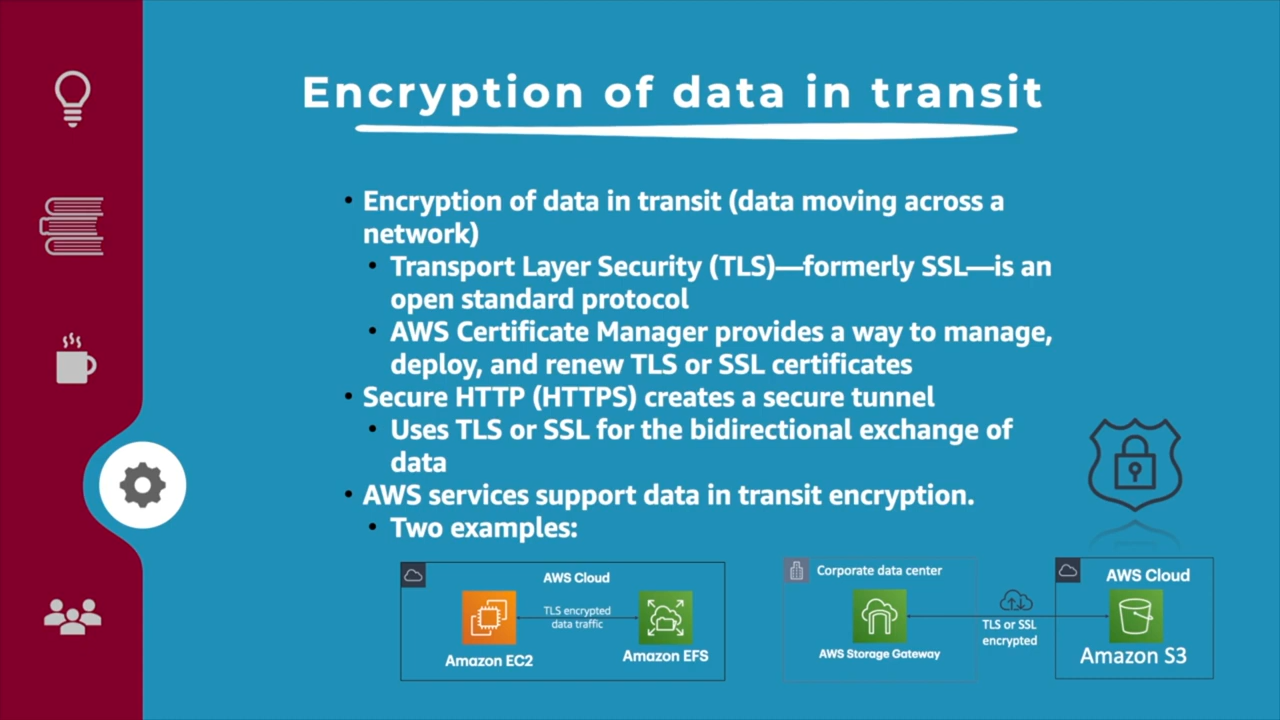 Encryption of data in transit
• Encryption of data in transit (data moving across a
network)
• Transport Layer Security (TLS)—formerly SSL—is an
open standard protocol
• AWS Certificate Manager provides a way to manage,
deploy, and renew TLS or SSL certificates
• Secure HTTP (HTTPS) creates a secure tunnel
• Uses TLS or SSL for the bidirectional exchange of
data
• AWS services support data in transit encryption.
• Two examples:
AWS Cloud
TLS encrypted
data traffic
Amazon EC2
Amazon EFS
Corporate data center
AWS Storage Gateway
TLS or SSL
encrypted
AWS Cloud
Amazon S3